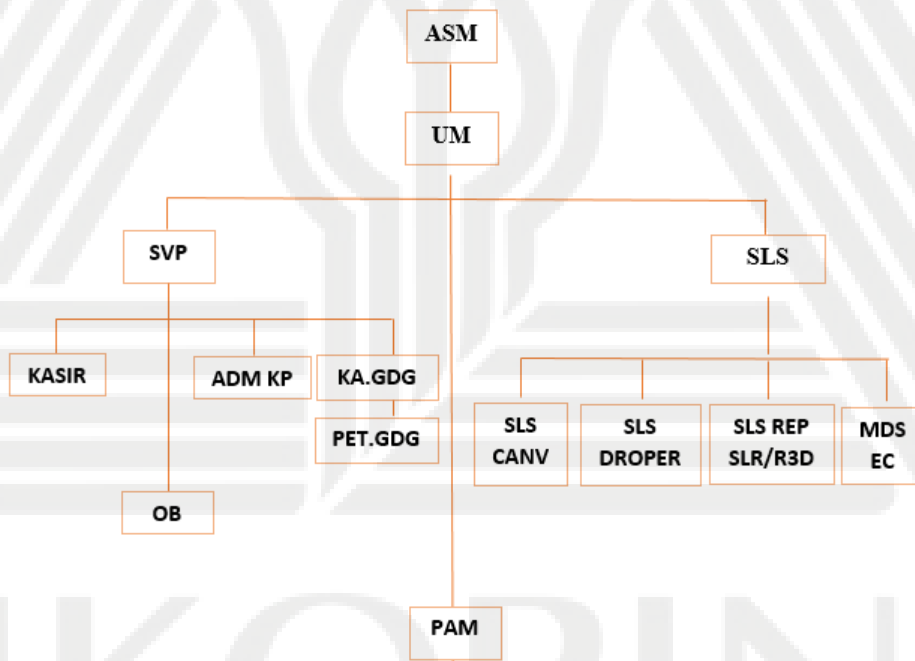 ASM
UM
SVP
SLS
KASIR
ADM KP
KA.GDG
PET.GDG
SLS
CANV
SLS
DROPER
SLS REP
SLR/R3D
MDS
EC
OB
PAM